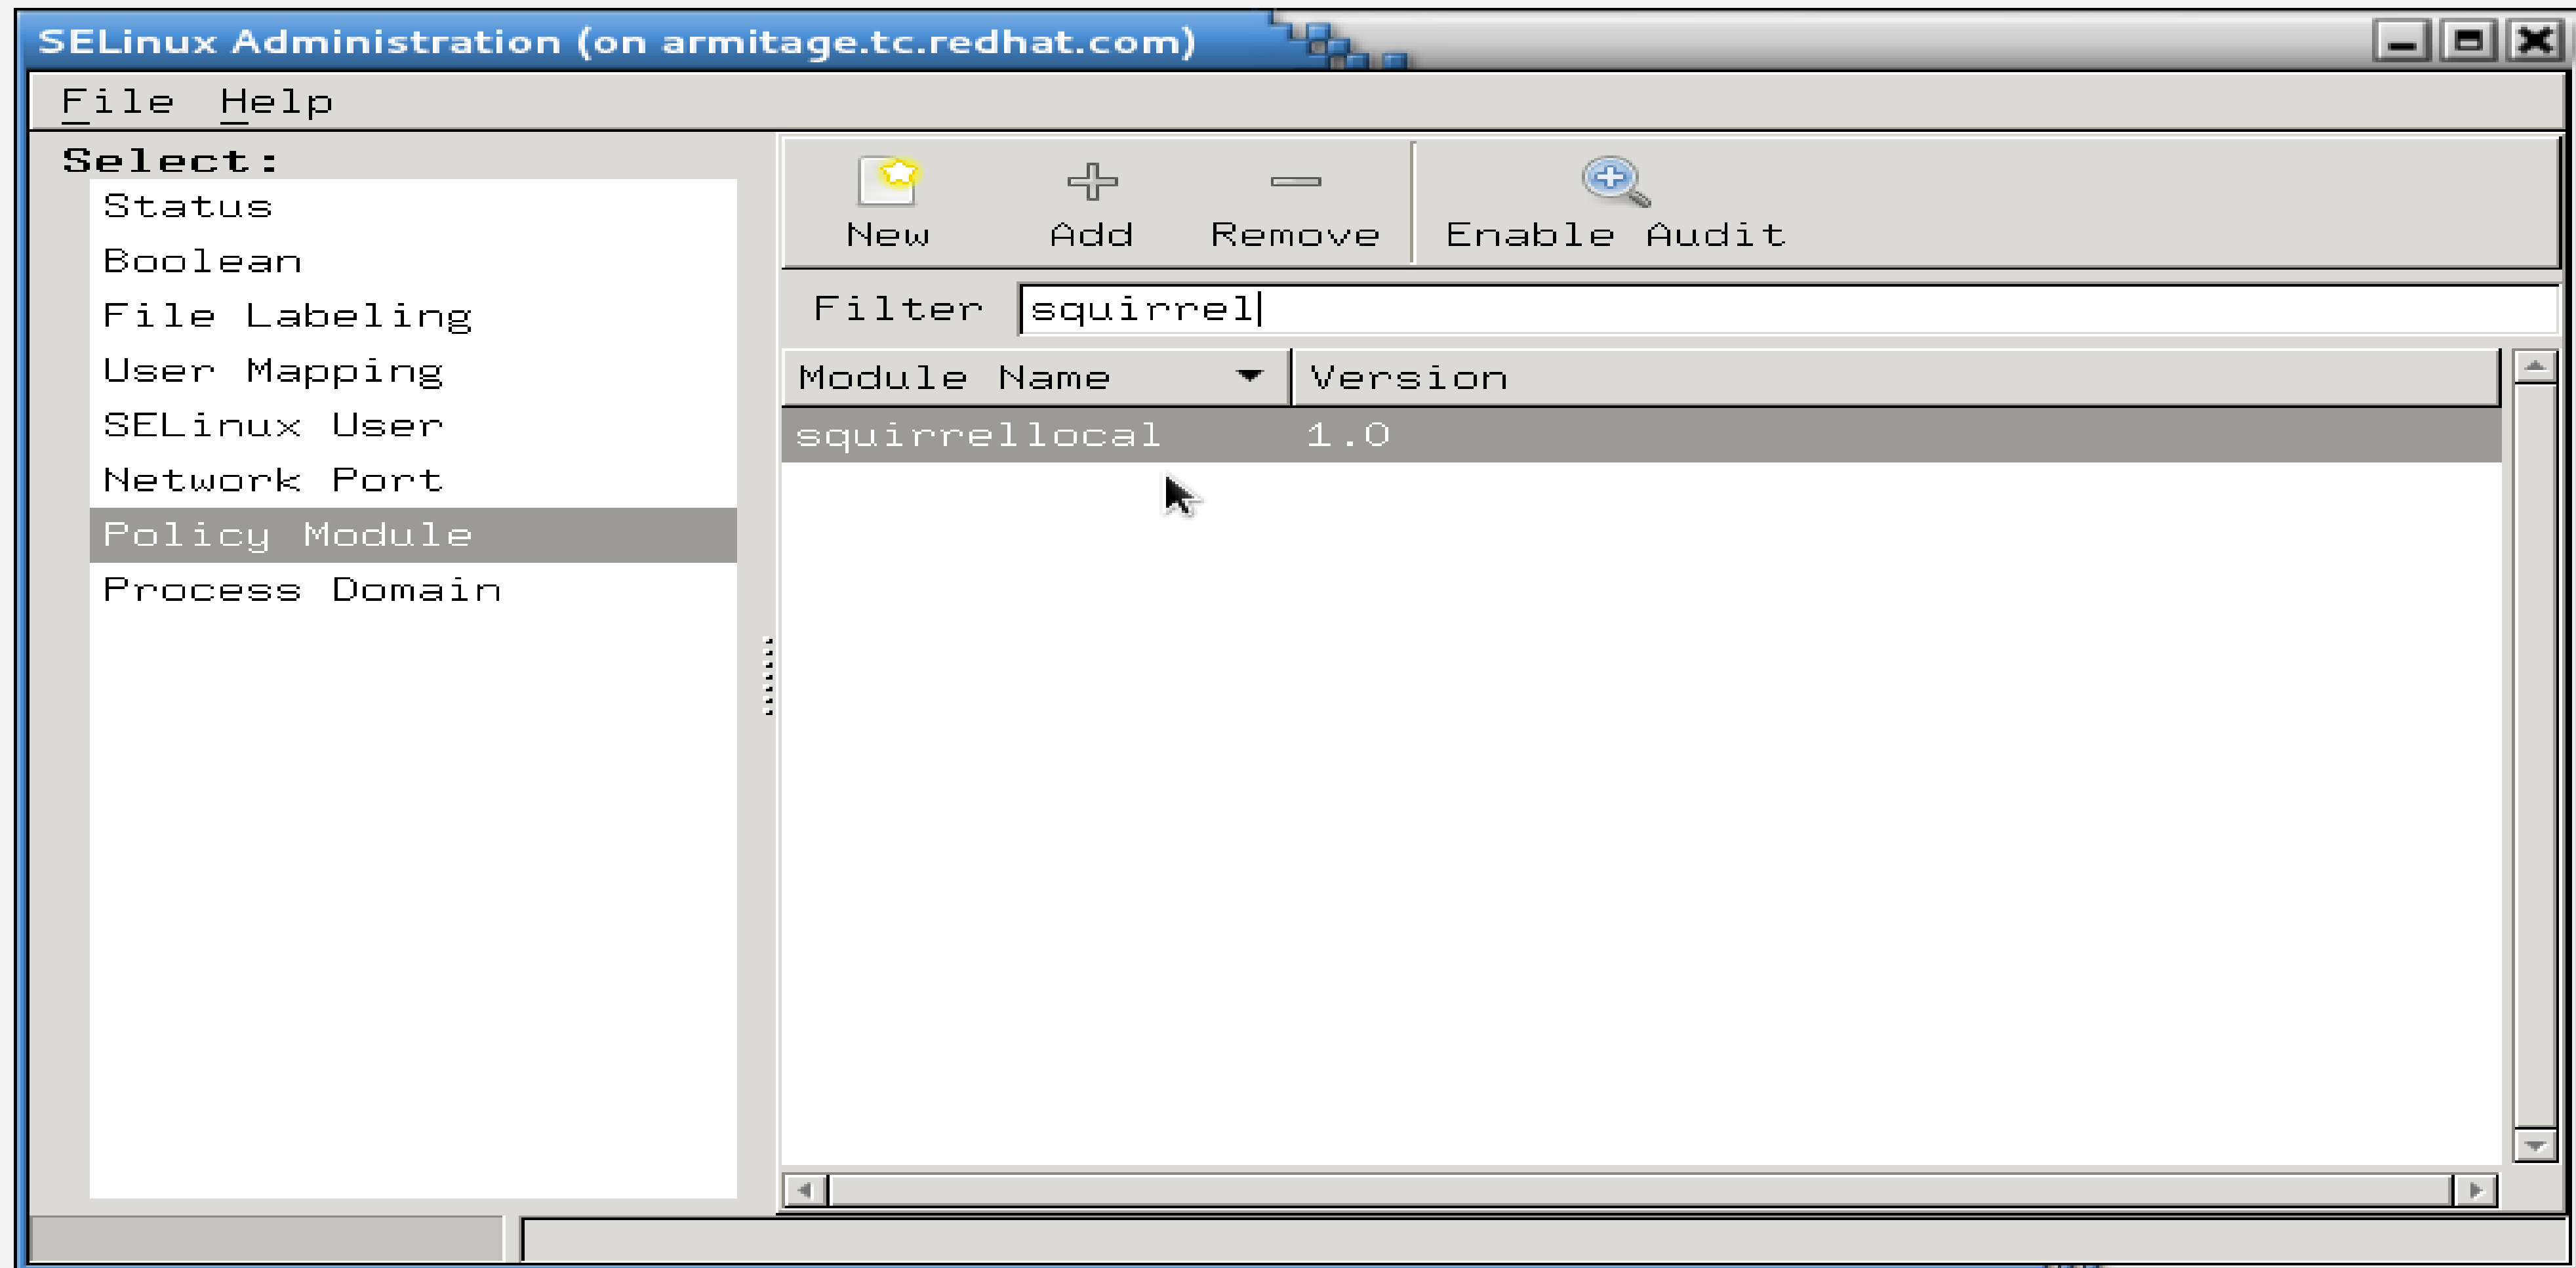 SELinux Administration (on armitage.tc.redhat.com)
File Help
Select:
Status
Boolean
File Labeling
User Mapping
SELinux User
Network Port
Policy Module
Process Domain
New Add Remove Enable Audit
Filter squirrel
Module Name Version
squirrellocal 1.0